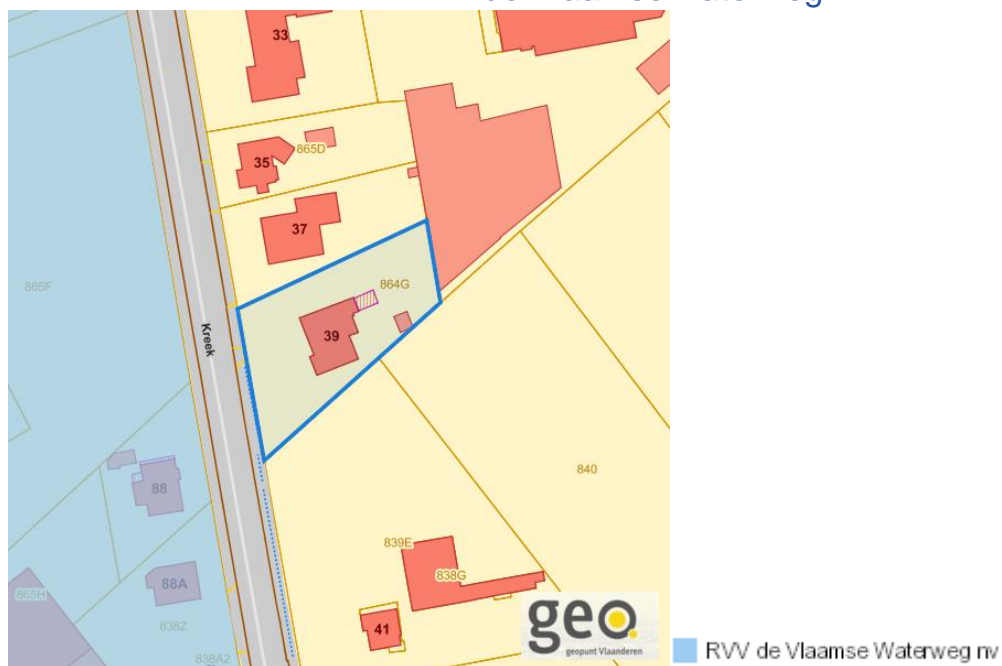 33
35
865D
37
864G
865F
Kreek
39
88
840
839E
838G
88A
865H
838Z
41
838A2
geo.
geopunt Vlaanderen
RVV de Vlaamse Waterweg nv